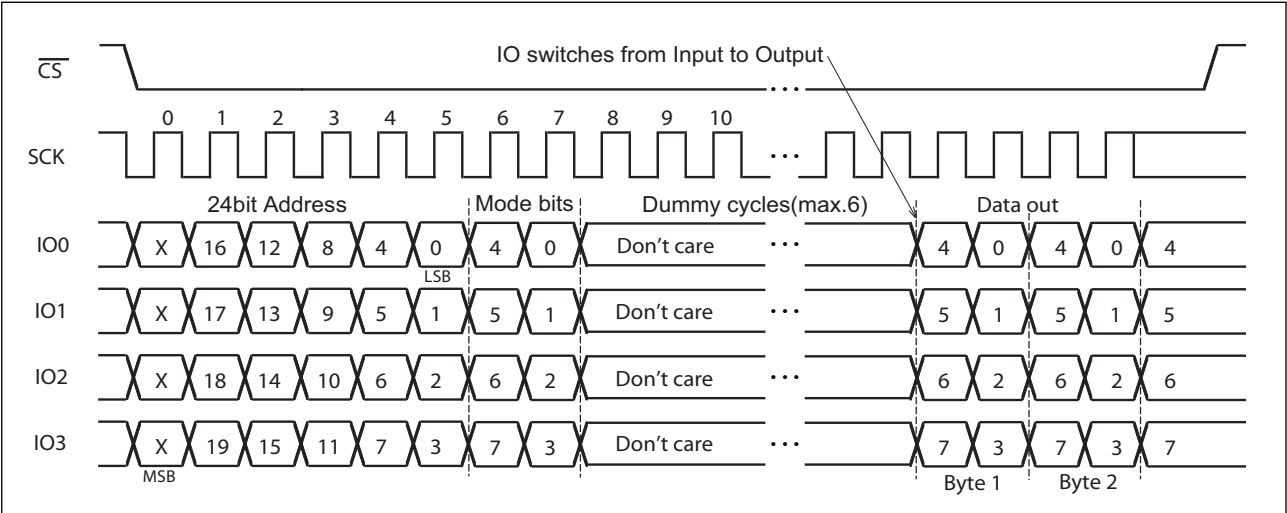 IO switches from Input to Output
CS
0 1 2 3 4 5 6 7 8 9 10
SCK
24bit Address Mode bits Dummy cycles(max.6) Data out
IO0 X 16 12 8 4 0 4 0 Don't care 4 0 4 0 4
LSB
IO1 X 17 13 9 5 1 5 1 Don't care 5 1 5 1 5
IO2 X 18 14 10 6 2 6 2 Don't care 6 2 6 2 6
IO3 X 19 15 11 7 3 7 3 Don't care 7 3 7 3 7
MSB
Byte 1 Byte 2